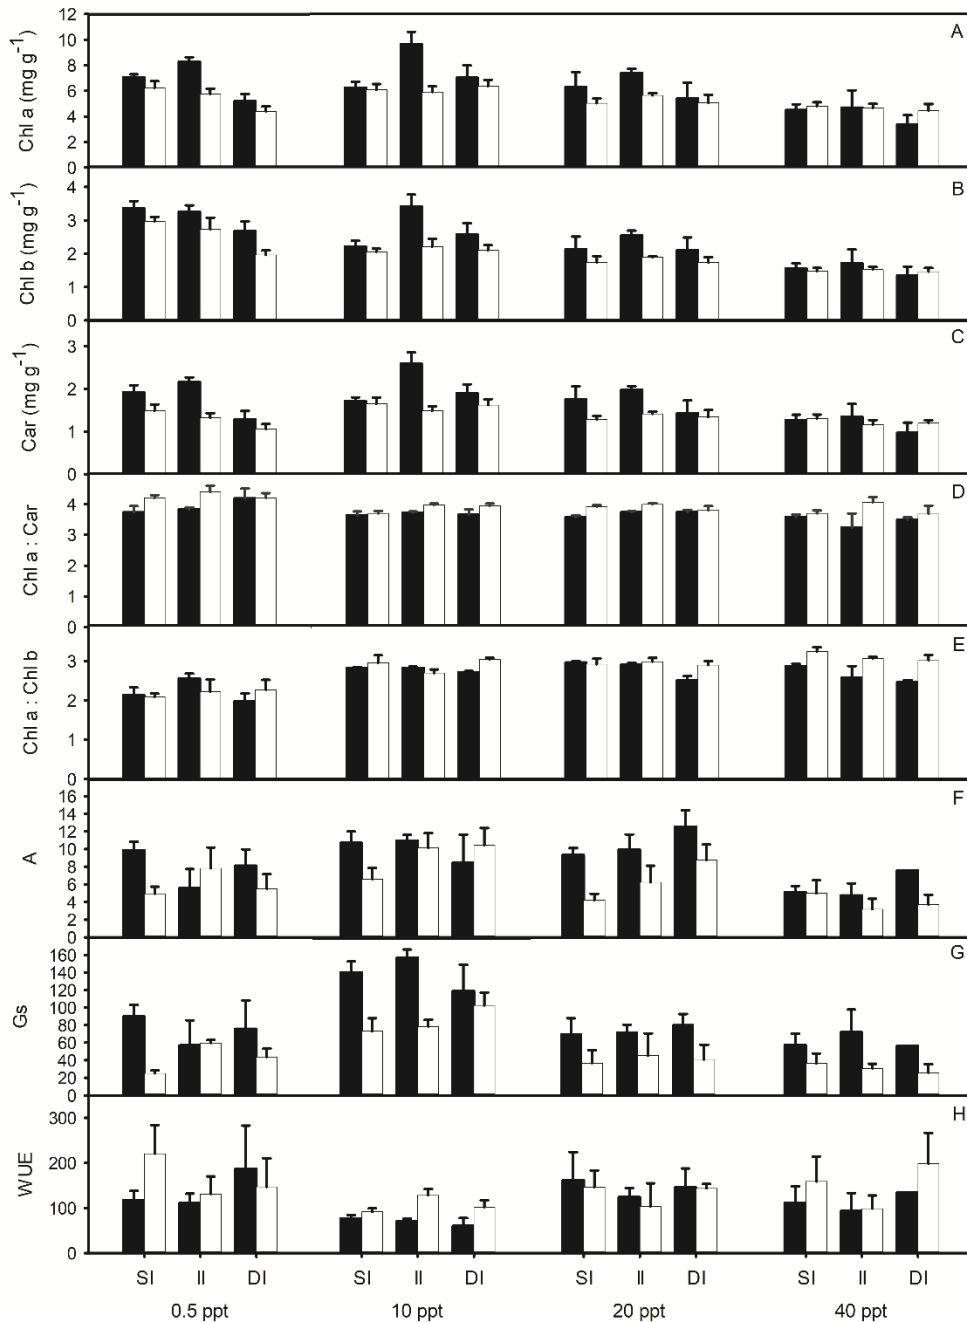 A
Chl a (mg g⁻¹)
12
10
8
6
4
2
0
B
Chl b (mg g⁻¹)
4
3
2
1
0
C
Car (mg g⁻¹)
3
2
1
0
D
Chl a : Car
4
3
2
1
0
E
Chl a : Chl b
3
2
1
0
F
A
16
14
12
10
8
6
4
2
0
G
Gs
160
140
120
100
80
60
40
20
0
H
WUE
300
200
100
0
SI II DI SI II DI SI II DI SI II DI
0.5 ppt 10 ppt 20 ppt 40 ppt